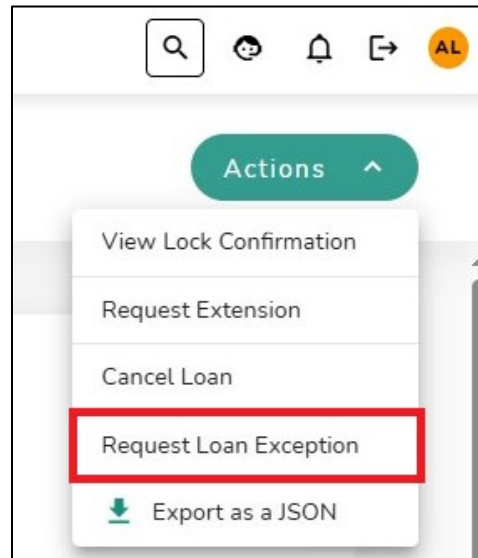 AL
Actions
View Lock Confirmation
Request Extension
Cancel Loan
Request Loan Exception
Export as a JSON